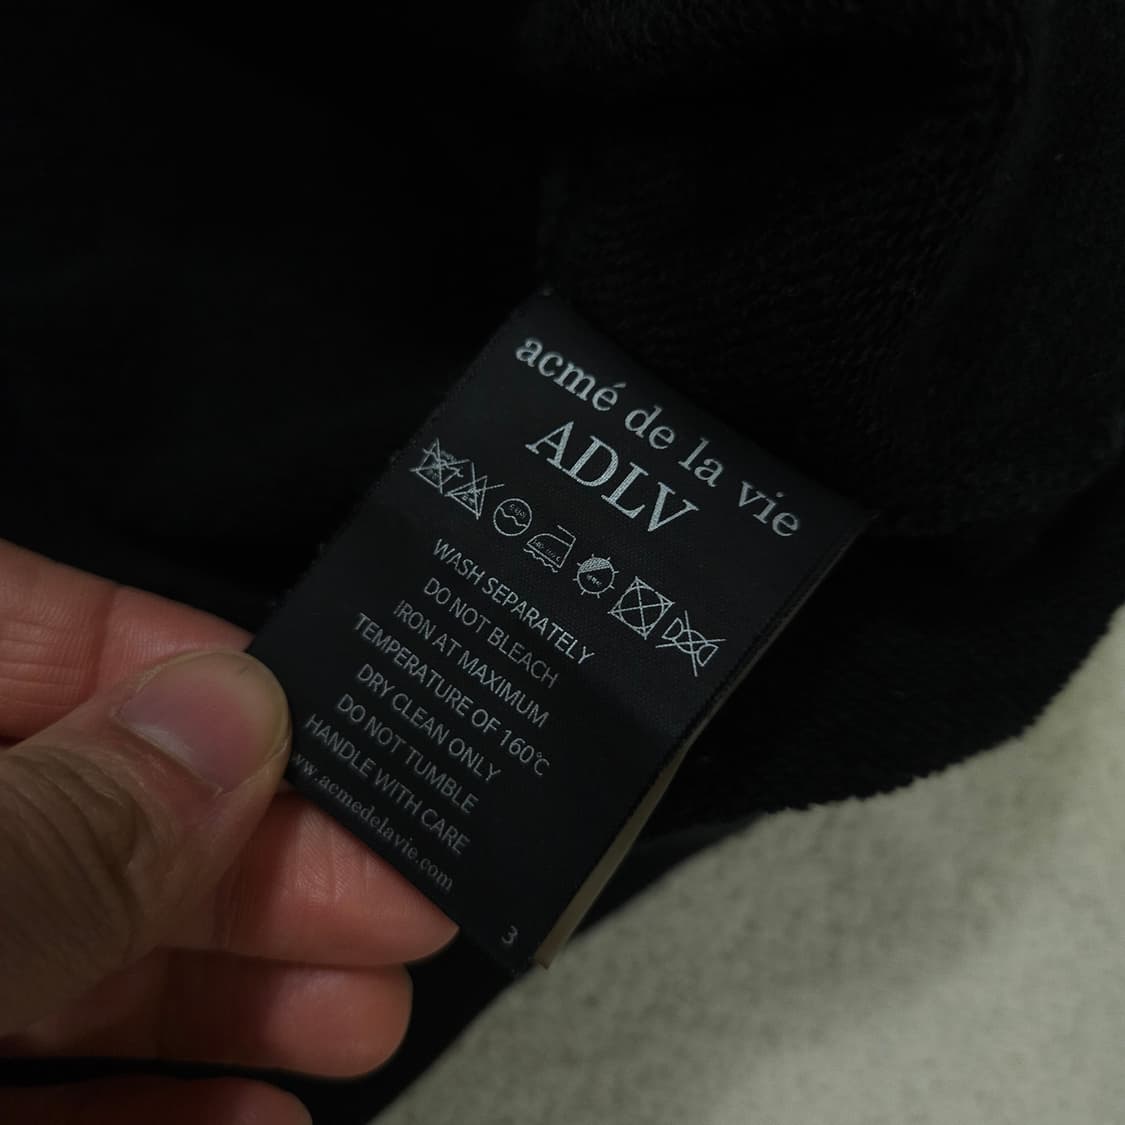 acmé de la vie
ADLV
WASH SEPARATELY
DO NOT BLEACH
IRON AT MAXIMUM
TEMPERATURE OF 160℃
DRY CLEAN ONLY
DO NOT TUMBLE
HANDLE WITH CARE
www.acmedelavie.com
3